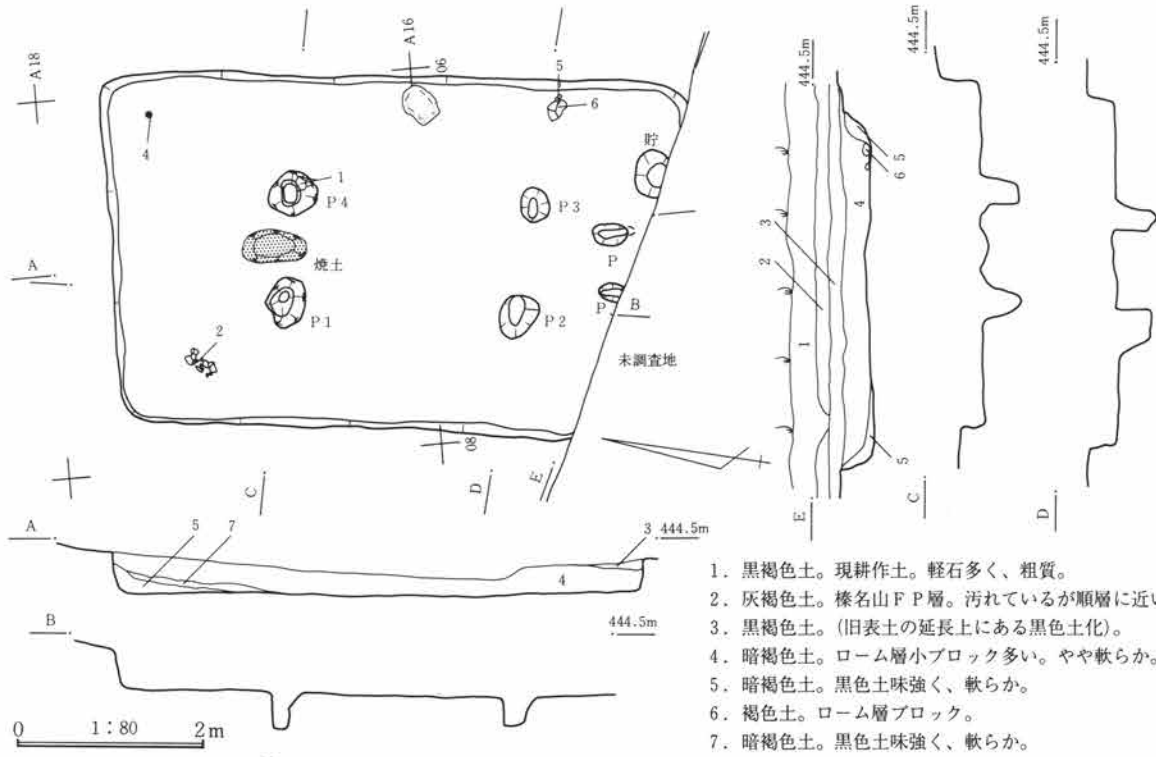 A18
A16
06
5
6
4
貯
1
P4
P3
P
A
焼土
P1
P2
P
B
2
未調査地
08
C
D
E
444.5m
444.5m
444.5m
5
6
4
3
2
1
5
E
C
D
A
5
7
3
444.5m
4
B
444.5m
0 1:80 2m
1. 黒褐色土。現耕作土。軽石多く、粗質。
2. 灰褐色土。榛名山FP層。汚れているが順層に近い
3. 黒褐色土。(旧表土の延長上にある黒色土化)。
4. 暗褐色土。ローム層小ブロック多い。やや軟らか。
5. 暗褐色土。黒色土味強く、軟らか。
6. 褐色土。ローム層ブロック。
7. 暗褐色土。黒色土味強く、軟らか。